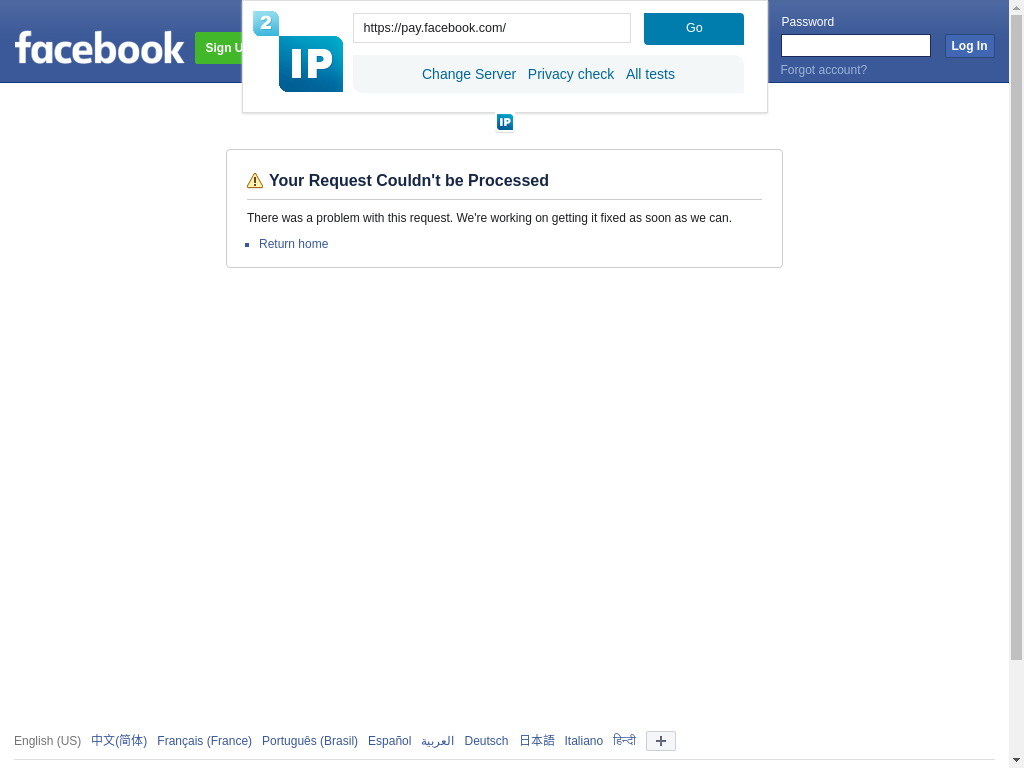 facebook
Sign U
2
IP
https://pay.facebook.com/
Go
Change Server Privacy check All tests
Password
Log In
Forgot account?
IP
Your Request Couldn't be Processed
There was a problem with this request. We're working on getting it fixed as soon as we can.
Return home
English (US) 中文(简体) Français (France) Português (Brasil) Español العربية Deutsch 日本語 Italiano हिन्दी